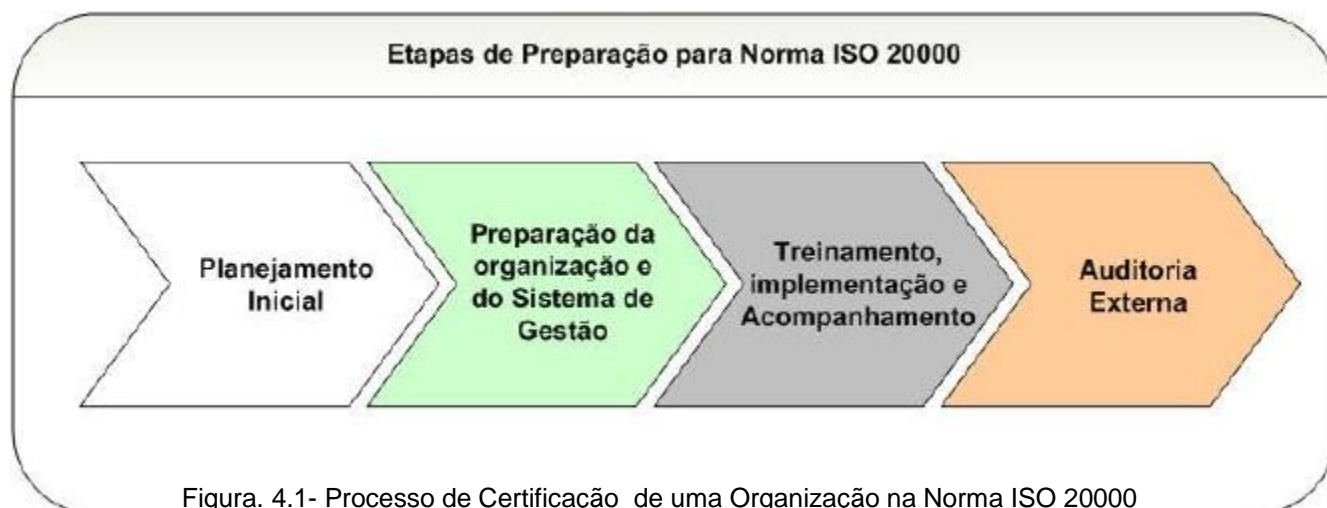 Etapas de Preparação para Norma ISO 20000
Planejamento
Inicial
Preparação da
organização e
do Sistema de
Gestão
Treinamento,
implementação e
Acompanhamento
Auditoria
Externa
Figura. 4.1- Processo de Certificação de uma Organização na Norma ISO 20000